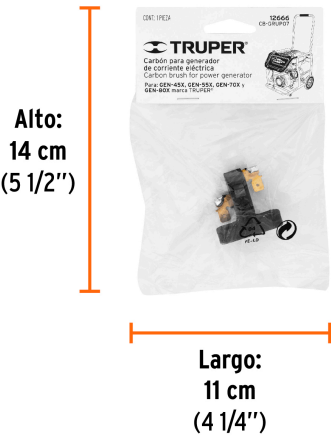 CONT.: 1 PIEZA
12666
CB-GRUP07
TRUPER®
Carbón para generador
de corriente eléctrica
Carbon brush for power generator
Para: GEN-45X, GEN-55X, GEN-70X y
GEN-80X marca TRUPER®
Alto:
14 cm
(5 1/2″)
PE-LD
Largo:
11 cm
(4 1/4″)